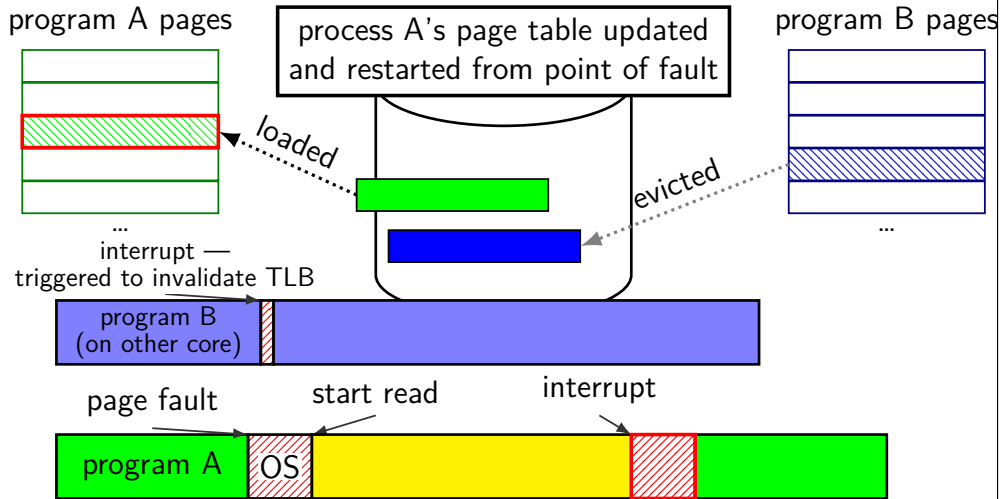 program A pages
process A's page table updated
and restarted from point of fault
program B pages
loaded
evicted
...
...
interrupt —
triggered to invalidate TLB
program B
(on other core)
page fault
start read
interrupt
program A
OS